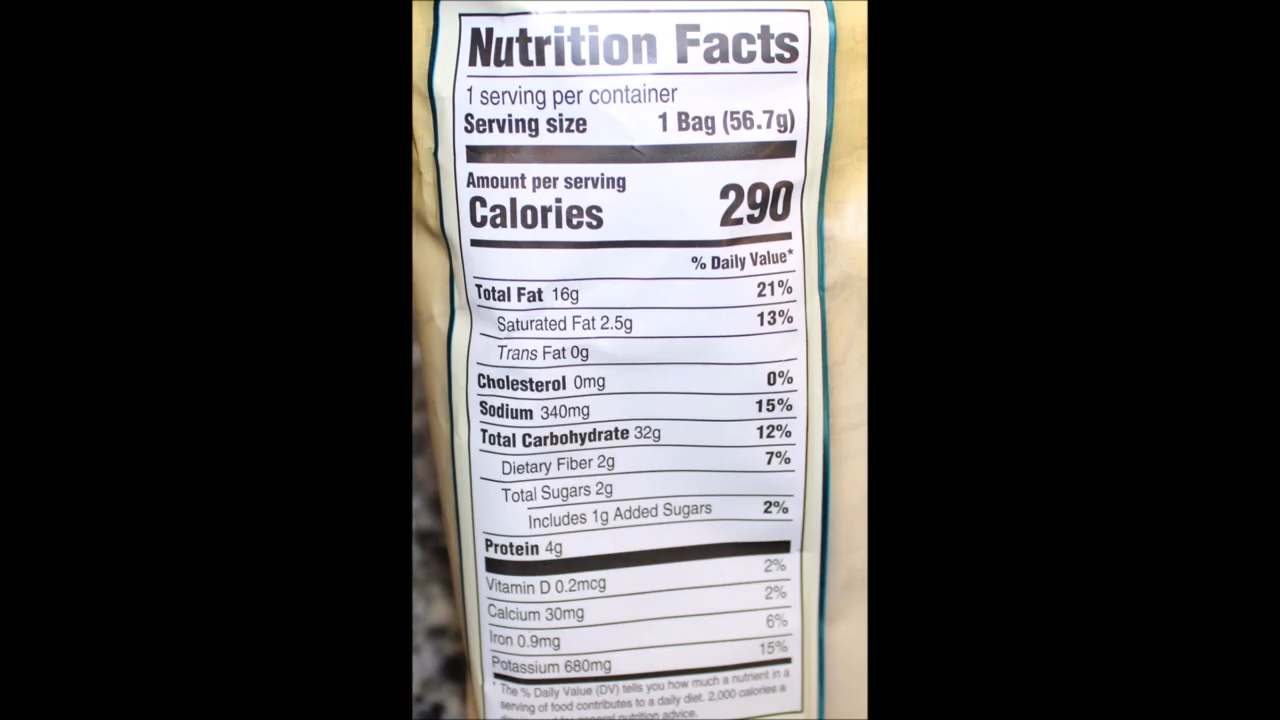 Nutrition Facts
1 serving per container
Serving size 1 Bag (56.7g)
Amount per serving
Calories 290
% Daily Value*
Total Fat 16g 21%
Saturated Fat 2.5g 13%
Trans Fat 0g
Cholesterol 0mg 0%
Sodium 340mg 15%
Total Carbohydrate 32g 12%
Dietary Fiber 2g 7%
Total Sugars 2g
Includes 1g Added Sugars 2%
Protein 4g
Vitamin D 0.2mcg 2%
Calcium 30mg 2%
Iron 0.9mg 6%
Potassium 680mg 15%
* The % Daily Value (DV) tells you how much a nutrient in a
serving of food contributes to a daily diet. 2,000 calories a
general nutrition advice.